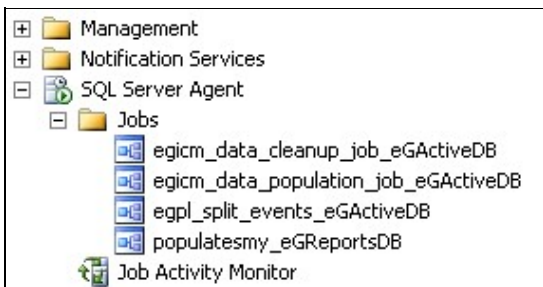 Management
Notification Services
SQL Server Agent
Jobs
egicm_data_cleanup_job_eGActiveDB
egicm_data_population_job_eGActiveDB
egpl_split_events_eGActiveDB
populatesmy_eGReportsDB
Job Activity Monitor